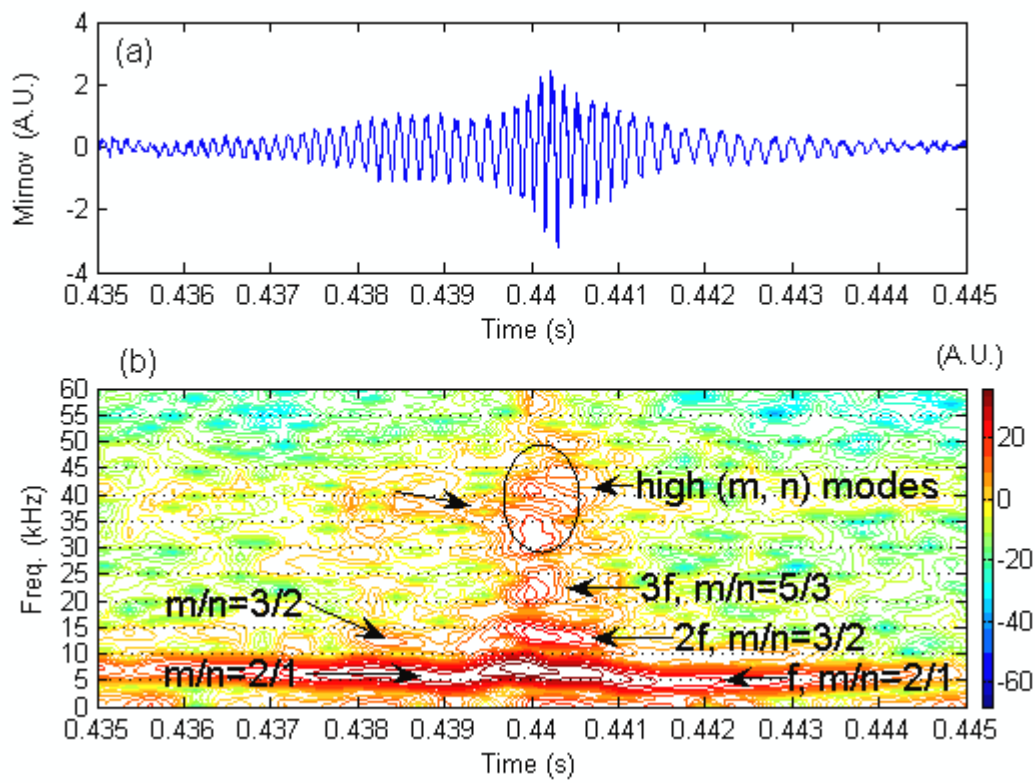 (a)
Mirnov (A.U.)
4
2
0
-2
-4
0.435 0.436 0.437 0.438 0.439 0.44 0.441 0.442 0.443 0.444 0.445
Time (s)
(b)
(A.U.)
Freq. (kHz)
60
55
50
45
40
35
30
25
20
15
10
5
0
high (m, n) modes
3f, m/n=5/3
m/n=3/2
2f, m/n=3/2
m/n=2/1
f, m/n=2/1
20
0
-20
-40
-60
0.435 0.436 0.437 0.438 0.439 0.44 0.441 0.442 0.443 0.444 0.445
Time (s)